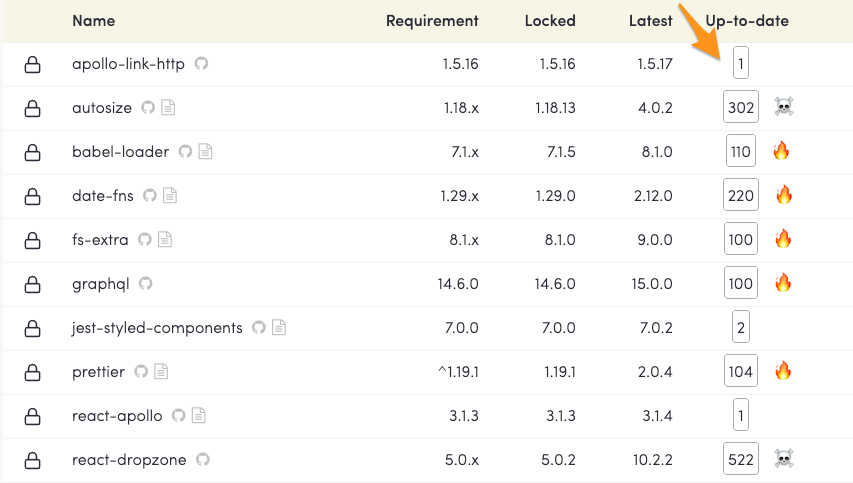 Name Requirement Locked Latest Up-to-date
apollo-link-http 1.5.16 1.5.16 1.5.17 1
autosize 1.18.x 1.18.13 4.0.2 302
babel-loader 7.1.x 7.1.5 8.1.0 110
date-fns 1.29.x 1.29.0 2.12.0 220
fs-extra 8.1.x 8.1.0 9.0.0 100
graphql 14.6.0 14.6.0 15.0.0 100
jest-styled-components 7.0.0 7.0.0 7.0.2 2
prettier ^1.19.1 1.19.1 2.0.4 104
react-apollo 3.1.3 3.1.3 3.1.4 1
react-dropzone 5.0.x 5.0.2 10.2.2 522